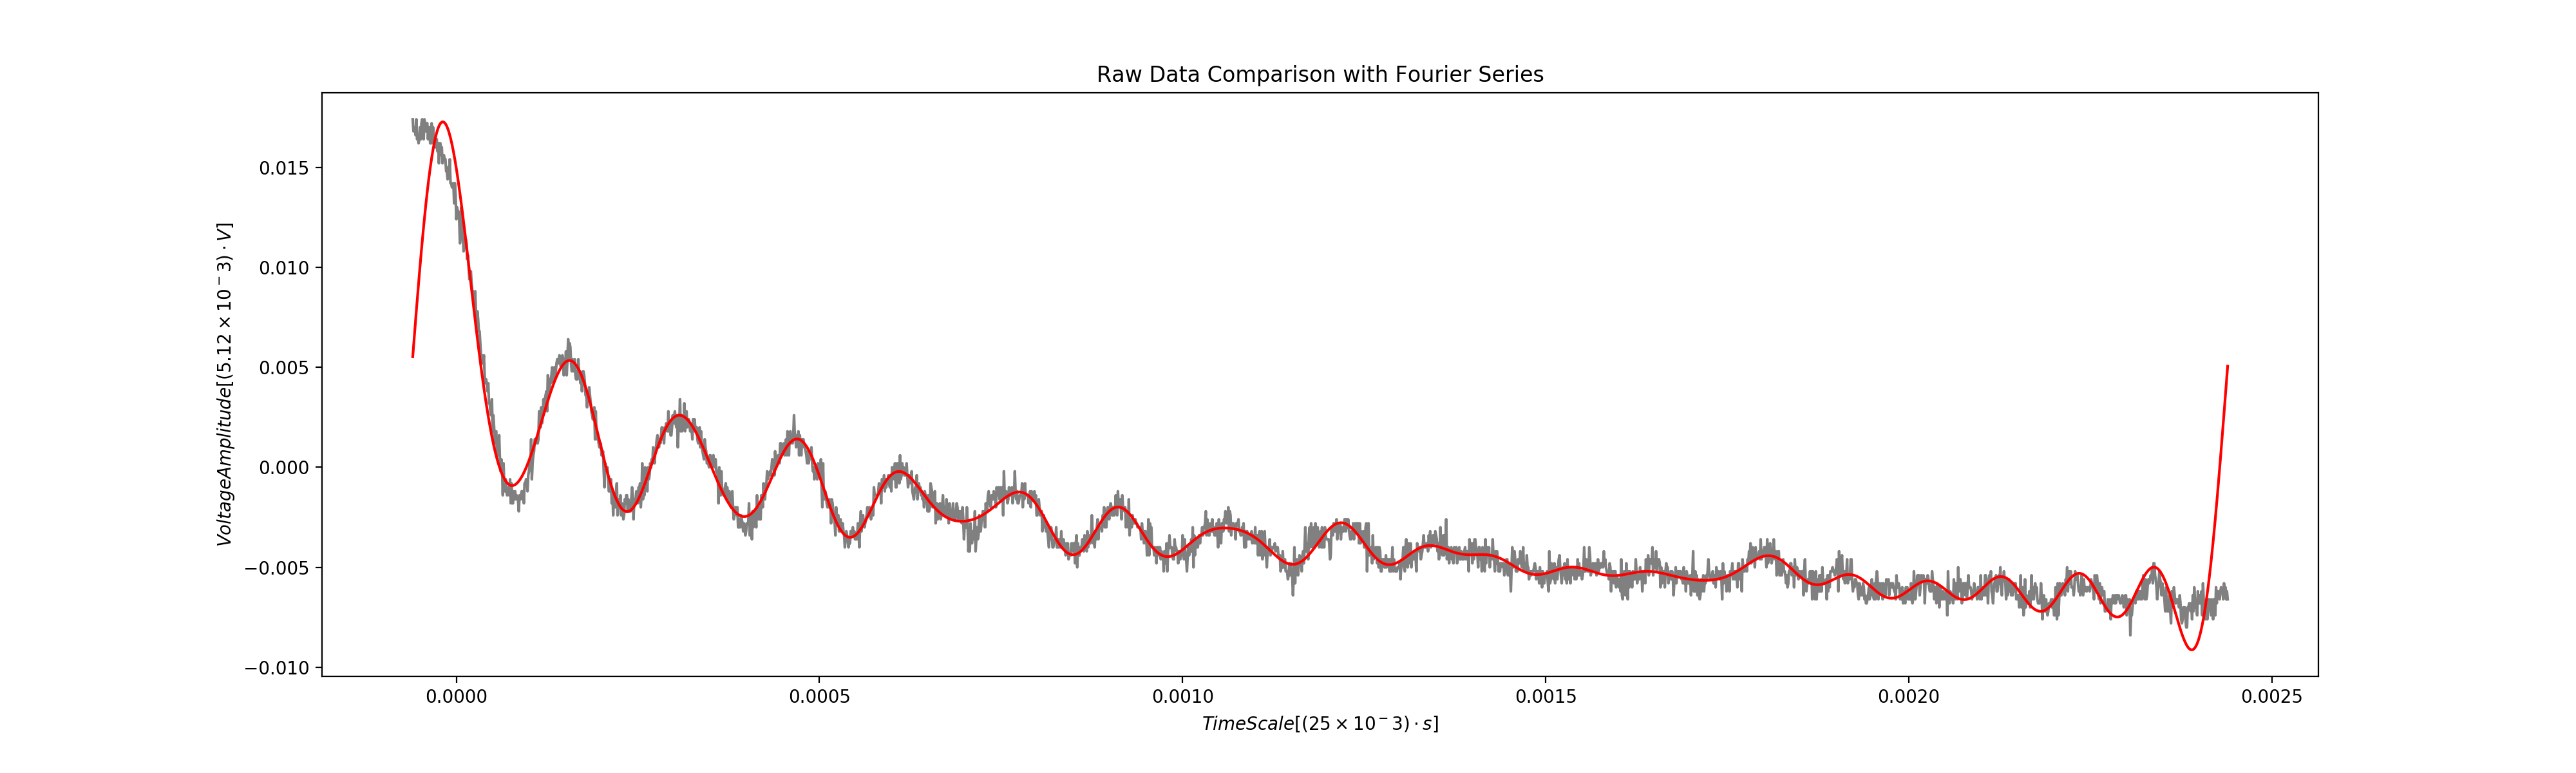 Raw Data Comparison with Fourier Series
VoltageAmplitude[(5.12 × 10⁻3) · V]
0.015
0.010
0.005
0.000
−0.005
−0.010
0.0000 0.0005 0.0010 0.0015 0.0020 0.0025
TimeScale[(25 × 10⁻3) · s]